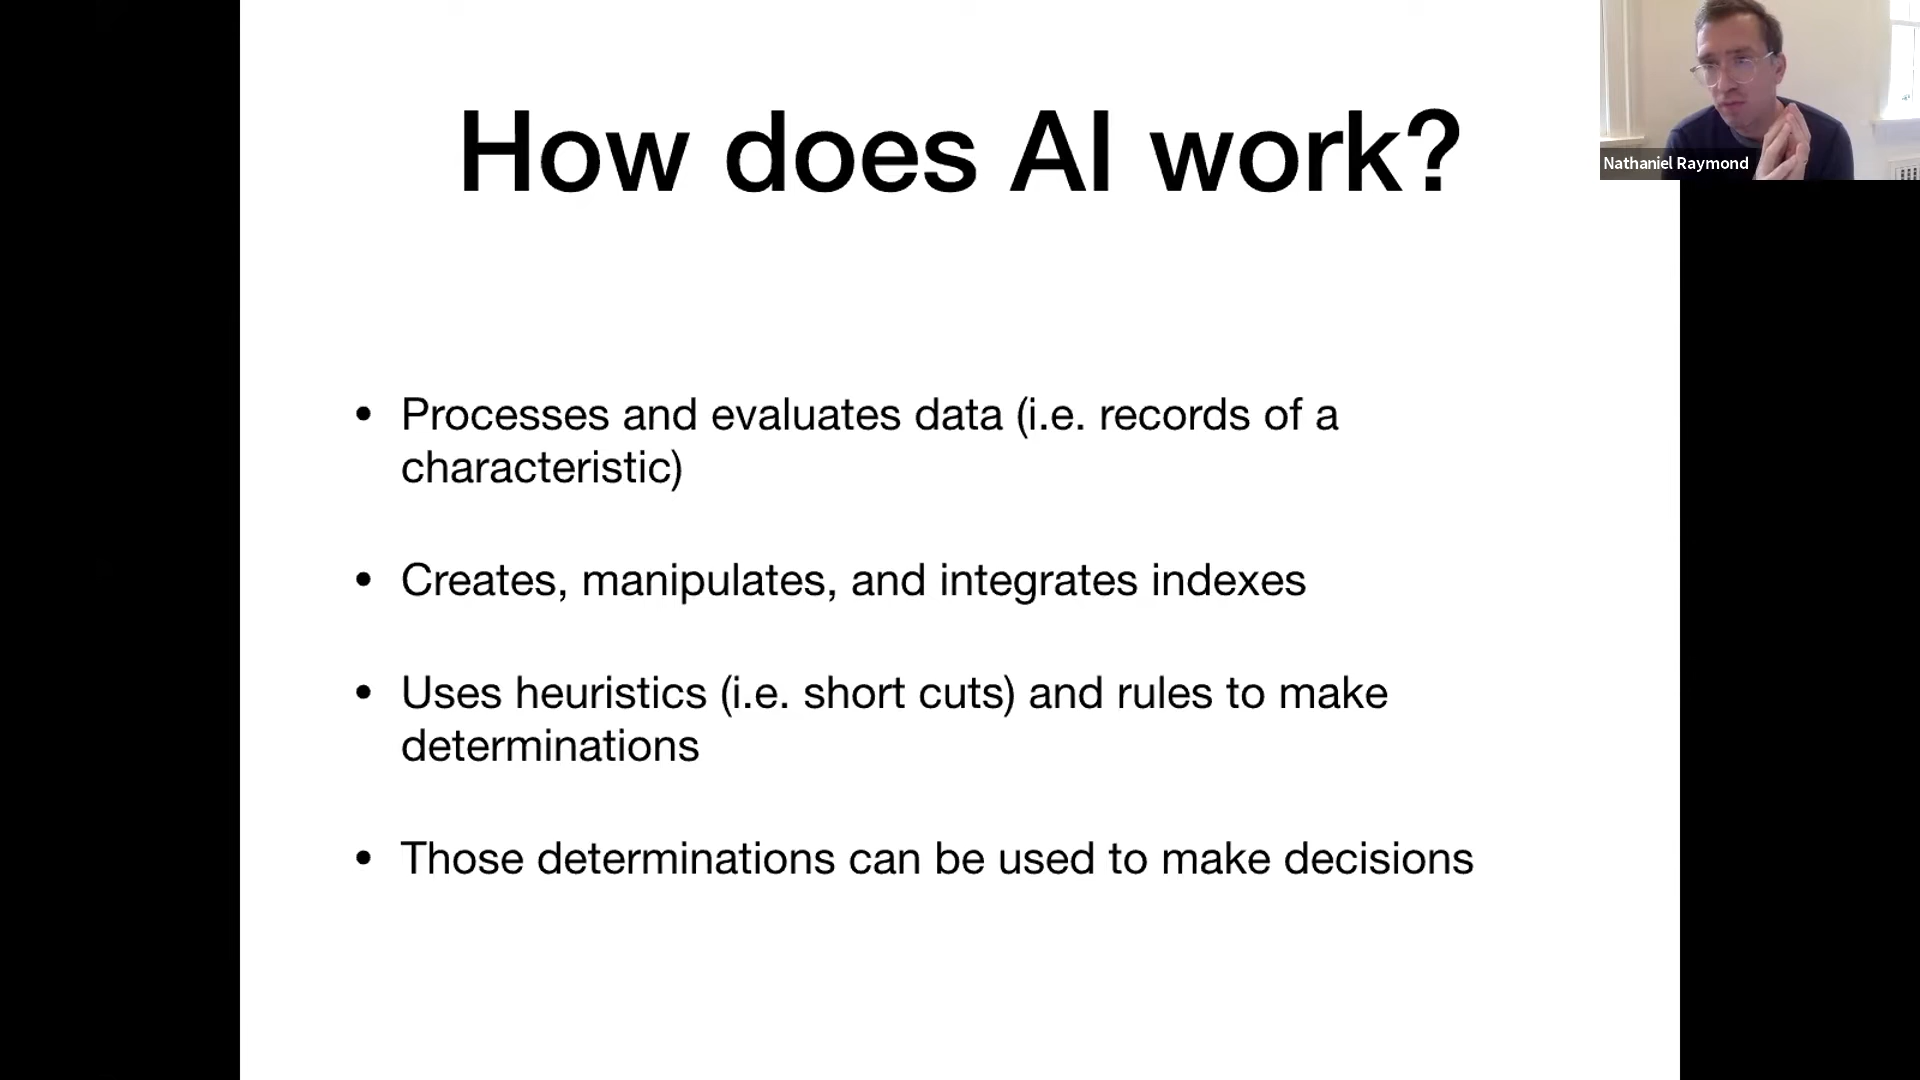 How does AI work?
Nathaniel Raymond
• Processes and evaluates data (i.e. records of a
characteristic)
• Creates, manipulates, and integrates indexes
• Uses heuristics (i.e. short cuts) and rules to make
determinations
• Those determinations can be used to make decisions